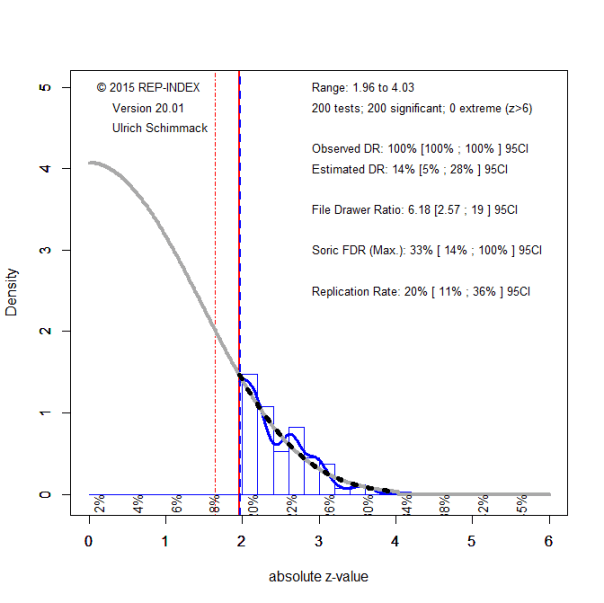 © 2015 REP-INDEX
Version 20.01
Ulrich Schimmack
Range: 1.96 to 4.03
200 tests; 200 significant; 0 extreme (z>6)
Observed DR: 100% [100% ; 100% ] 95CI
Estimated DR: 14% [5% ; 28% ] 95CI
File Drawer Ratio: 6.18 [2.57 ; 19 ] 95CI
Soric FDR (Max.): 33% [ 14% ; 100% ] 95CI
Replication Rate: 20% [ 11% ; 36% ] 95CI
Density
5
4
3
2
1
0
2% 4% 6% 8%
0 1 2 3 4 5 6
absolute z-value